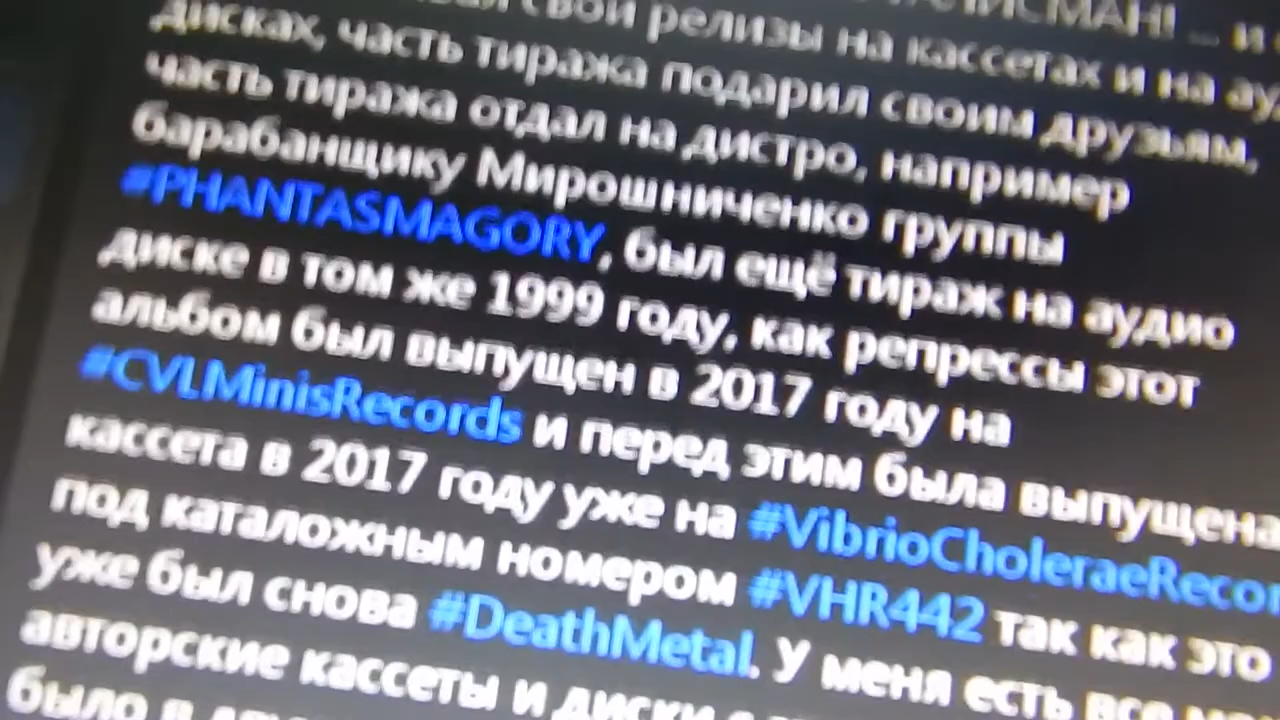 свои релизы на кассетах и на
дисках, часть тиража подарил своим друзьям,
часть тиража отдал на дистро, например
барабанщику Мирошниченко группы
#PHANTASMAGORY, был ещё тираж на аудио
диске в том же 1999 году, как репрессы этот
альбом был выпущен в 2017 году на
#CVLMinisRecords и перед этим была выпущена
кассета в 2017 году уже на #VibrioCholeraeRecor
под каталожным номером #VHR442 так как это
уже был снова #DeathMetal. У меня есть все
авторские кассеты и диски с
было в